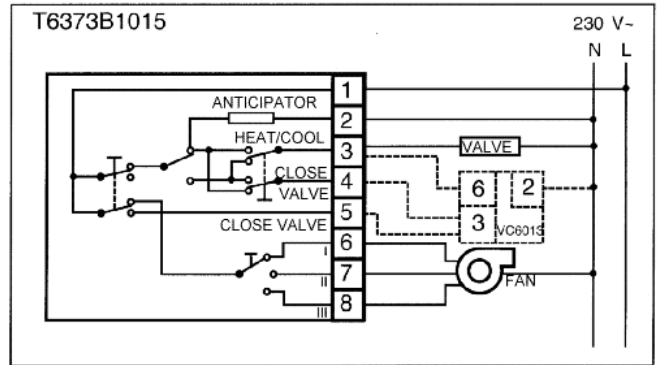 T6373B1015
230 V~
N L
1
ANTICIPATOR
2
HEAT/COOL
3
VALVE
CLOSE
VALVE
4
6 2
3 VC6013
5
CLOSE VALVE
6
I
7
II
FAN
8
III